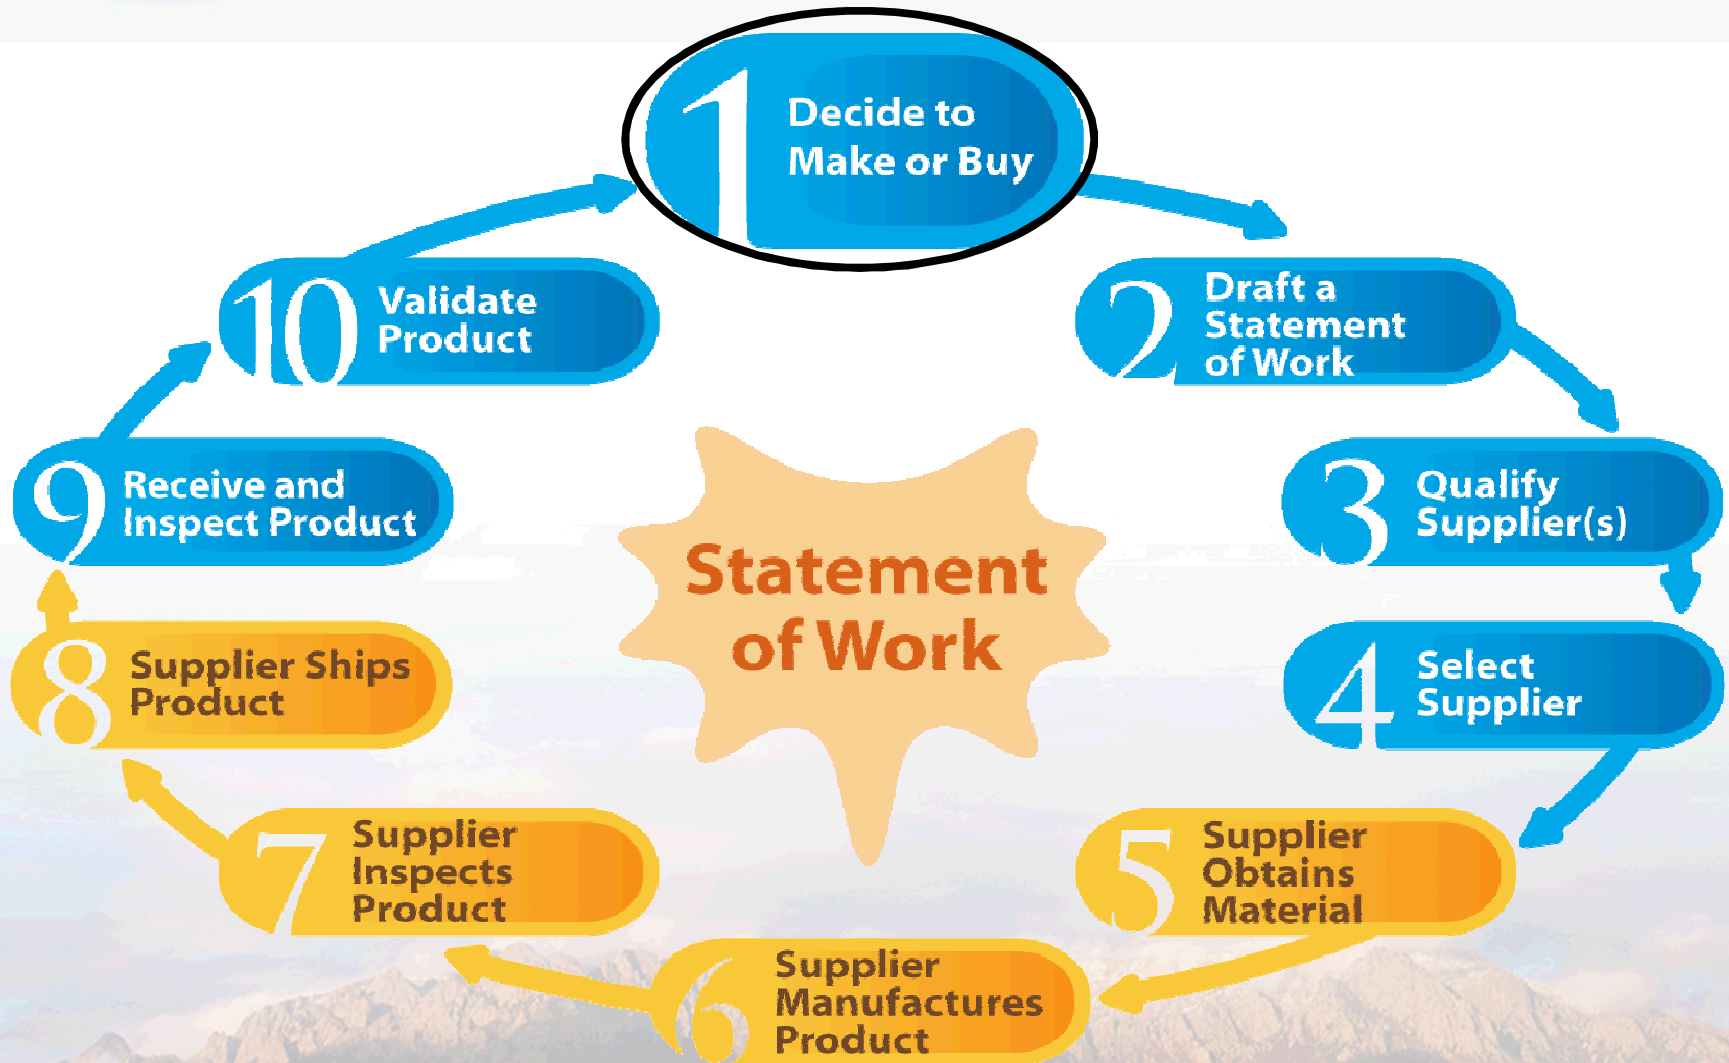 1
Decide to
Make or Buy
2
Draft a
Statement
of Work
3
Qualify
Supplier(s)
4
Select
Supplier
5
Supplier
Obtains
Material
6
Supplier
Manufactures
Product
7
Supplier
Inspects
Product
8
Supplier Ships
Product
9
Receive and
Inspect Product
10
Validate
Product
Statement
of Work